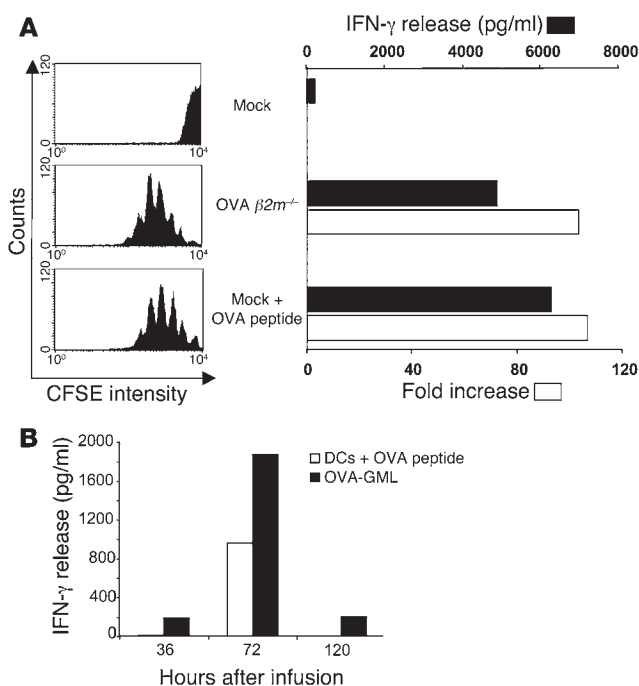 A
IFN-γ release (pg/ml)
0 2000 4000 6000 8000
120
0
10⁰ 10⁴
Mock
120
0
10⁰ 10⁴
OVA β2m⁻/⁻
120
0
10⁰ 10⁴
Mock +
OVA peptide
Counts
CFSE intensity
0 40 80 120
Fold increase
B
IFN-γ release (pg/ml)
2000
1600
1200
800
400
0
DCs + OVA peptide
OVA-GML
36 72 120
Hours after infusion